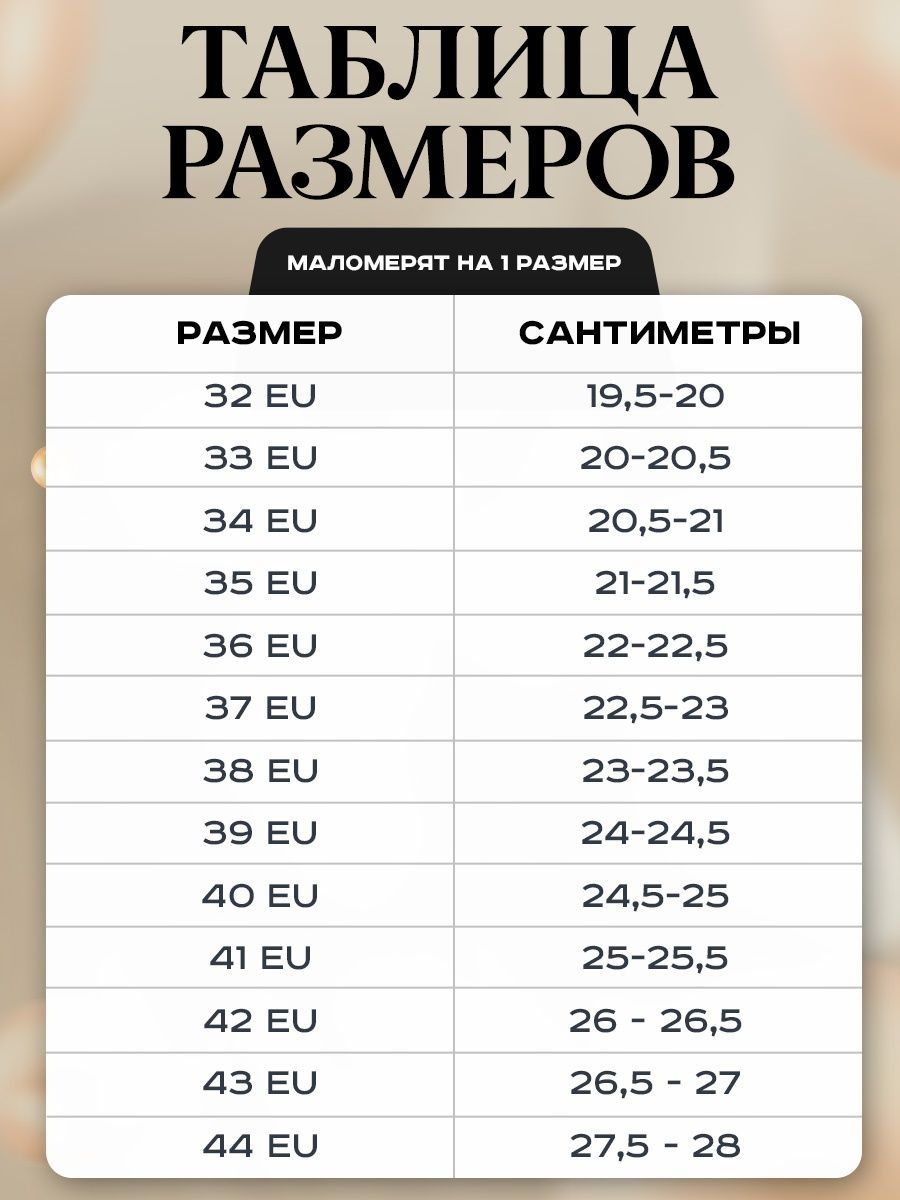 ТАБЛИЦА
РАЗМЕРОВ
МАЛОМЕРЯТ НА 1 РАЗМЕР
РАЗМЕР САНТИМЕТРЫ
32 EU 19,5-20
33 EU 20-20,5
34 EU 20,5-21
35 EU 21-21,5
36 EU 22-22,5
37 EU 22,5-23
38 EU 23-23,5
39 EU 24-24,5
40 EU 24,5-25
41 EU 25-25,5
42 EU 26 - 26,5
43 EU 26,5 - 27
44 EU 27,5 - 28